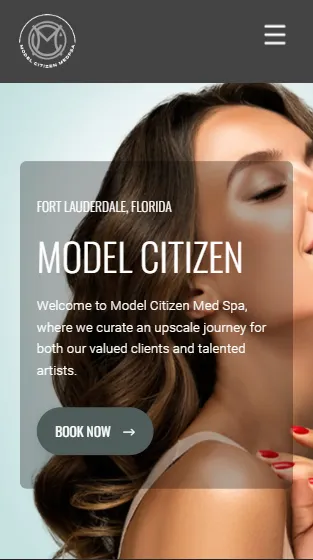 MODEL CITIZEN MEDSPA
FORT LAUDERDALE, FLORIDA
MODEL CITIZEN
Welcome to Model Citizen Med Spa,
where we curate an upscale journey for
both our valued clients and talented
artists.
BOOK NOW →